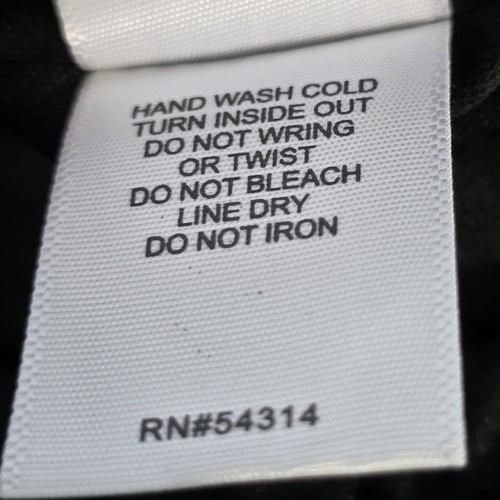 HAND WASH COLD
TURN INSIDE OUT
DO NOT WRING
OR TWIST
DO NOT BLEACH
LINE DRY
DO NOT IRON
RN#54314